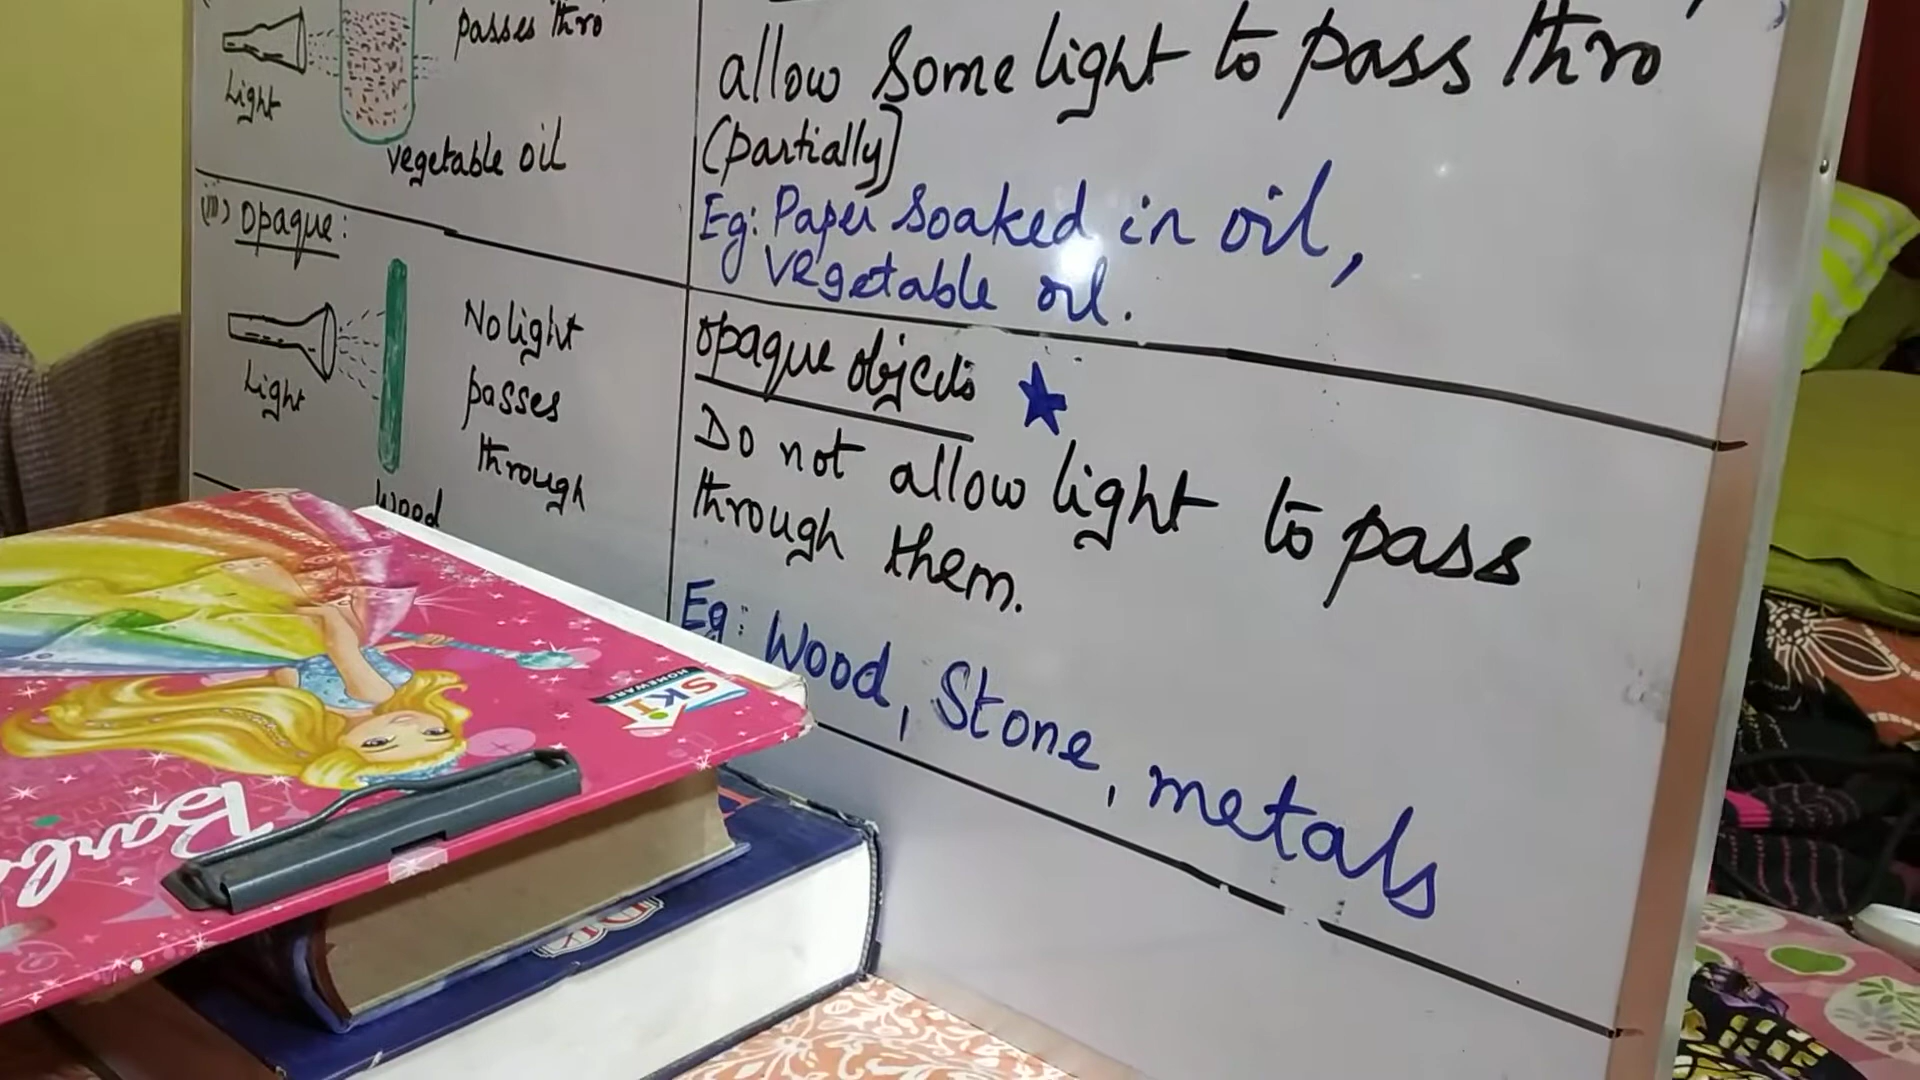 passes thro
Light
vegetable oil
allow some light to pass thro
(partially)
Eg: Paper soaked in oil,
vegetable oil.
(iii) Opaque:
Light
No light
passes
through
Wood
opaque objects
Do not allow light to pass
through them.
Eg: Wood, Stone, metals
SKI
HOMEWARE
Barb